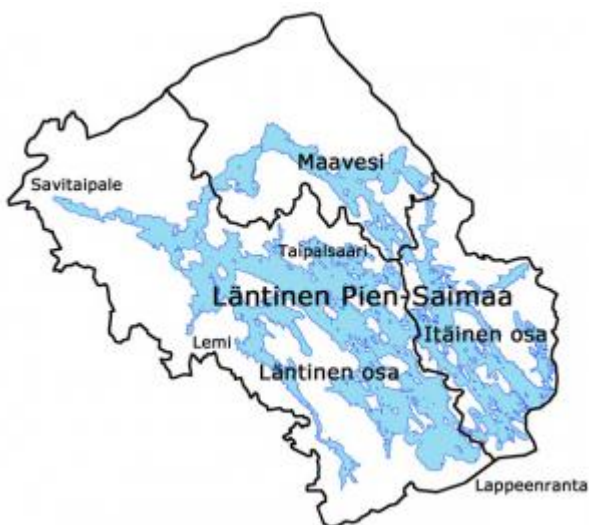 Maavesi
Savitaipale
Taipalsaari
Läntinen Pien-Saimaa
Itäinen osa
Lemi
Läntinen osa
Lappeenranta